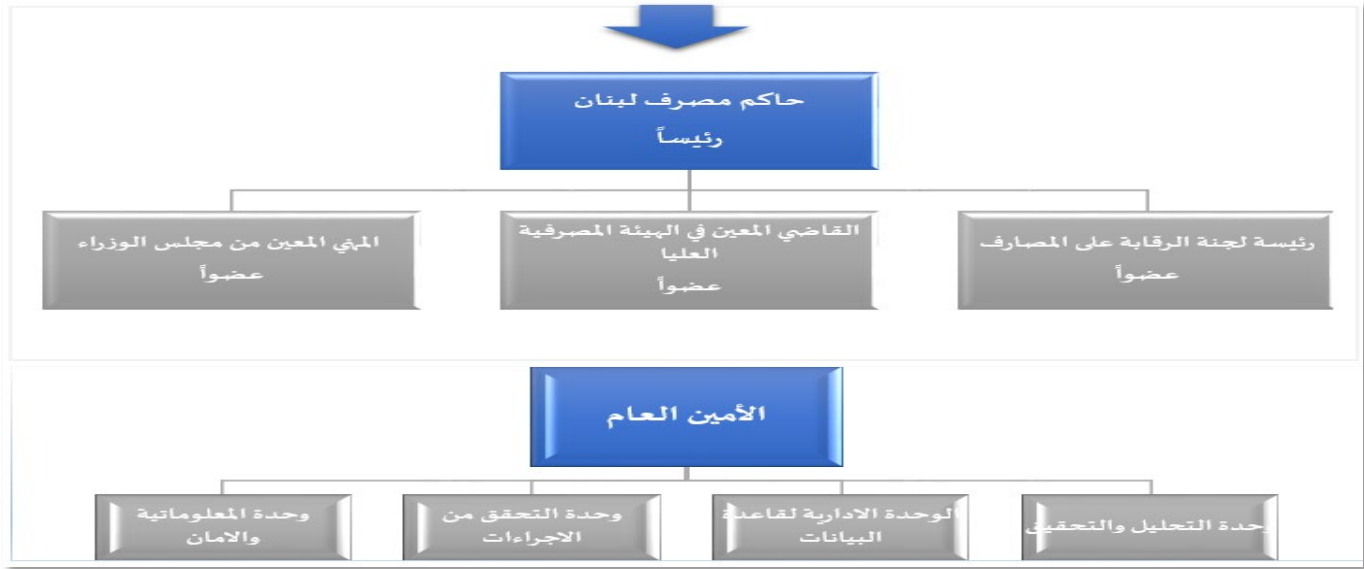 حاكم مصرف لبنان
رئيساً
رئيسة لجنة الرقابة على المصارف
عضواً
القاضي المعين في الهيئة المصرفية
العليا
عضواً
المهني المعين من مجلس الوزراء
عضواً
الأمين العام
وحدة التحليل والتحقيق
الوحدة الادارية لقاعدة
البيانات
وحدة التحقق من
الاجراءات
وحدة المعلوماتية
والامان